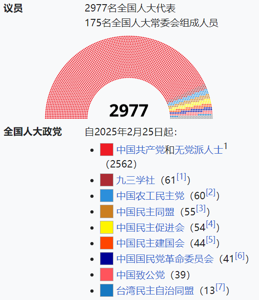 议员 2977名全国人大代表
175名全国人大常委会组成人员
2977
全国人大政党 自2025年2月25日起：
中国共产党和无党派人士1
（2562）
九三学社（61[1]）
中国农工民主党（60[2]）
中国民主同盟（55[3]）
中国民主促进会（54[4]）
中国民主建国会（44[5]）
中国国民党革命委员会（41[6]）
中国致公党（39）
台湾民主自治同盟（13[7]）